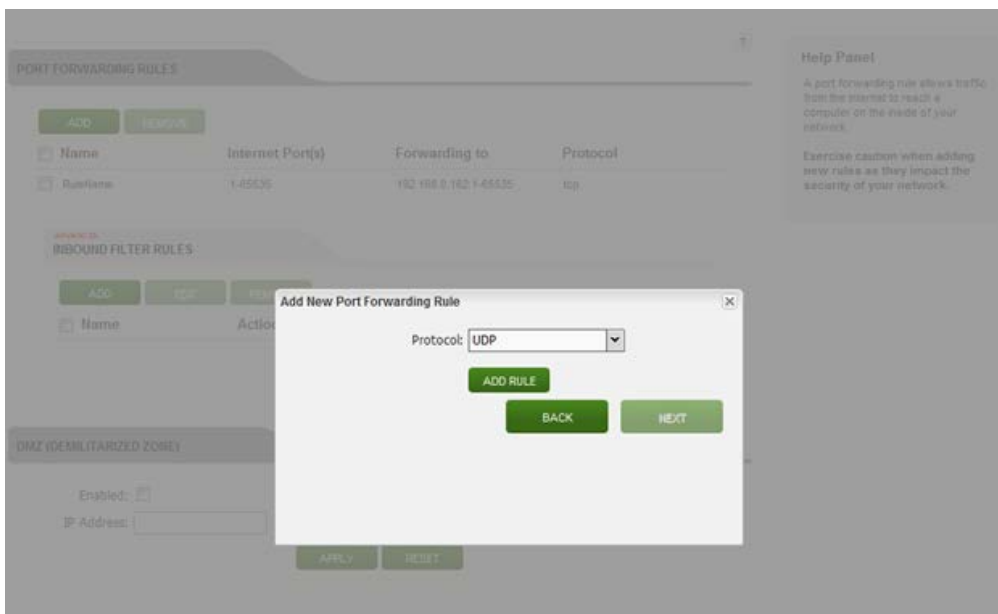 PORT FORWARDING RULES
ADD REMOVE
Name Internet Port(s) Forwarding to Protocol
RuleName 1-65535 192.168.0.162:1-65535 tcp
INBOUND FILTER RULES
ADD EDIT
Name Action
Add New Port Forwarding Rule
Protocol: UDP
ADD RULE
BACK NEXT
DMZ (DEMILITARIZED ZONE)
Enabled:
IP Address:
APPLY RESET
Help Panel
A port forwarding rule allows traffic
from the internet to reach a
computer on the inside of your
network.
Exercise caution when adding
new rules as they impact the
security of your network.